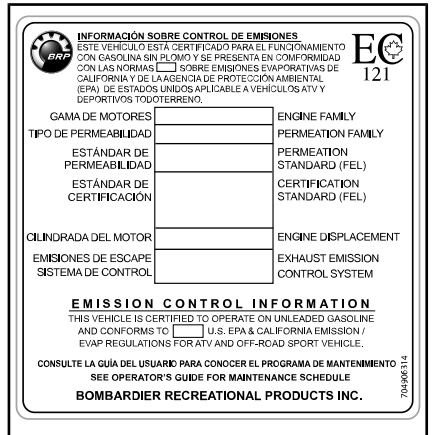 BRP
INFORMACIÓN SOBRE CONTROL DE EMISIONES
ESTE VEHÍCULO ESTÁ CERTIFICADO PARA EL FUNCIONAMIENTO
CON GASOLINA SIN PLOMO Y SE PRESENTA EN CONFORMIDAD
CON LAS NORMAS SOBRE EMISIONES EVAPORATIVAS DE
CALIFORNIA Y DE LA AGENCIA DE PROTECCIÓN AMBIENTAL
(EPA) DE ESTADOS UNIDOS APLICABLE A VEHÍCULOS ATV Y
DEPORTIVOS TODOTERRENO.
EC
121
GAMA DE MOTORES ENGINE FAMILY
TIPO DE PERMEABILIDAD PERMEATION FAMILY
ESTÁNDAR DE PERMEATION
PERMEABILIDAD STANDARD (FEL)
ESTÁNDAR DE CERTIFICATION
CERTIFICACIÓN STANDARD (FEL)
CILINDRADA DEL MOTOR ENGINE DISPLACEMENT
EMISIONES DE ESCAPE EXHAUST EMISSION
SISTEMA DE CONTROL CONTROL SYSTEM
EMISSION CONTROL INFORMATION
THIS VEHICLE IS CERTIFIED TO OPERATE ON UNLEADED GASOLINE
AND CONFORMS TO U.S. EPA & CALIFORNIA EMISSION /
EVAP REGULATIONS FOR ATV AND OFF-ROAD SPORT VEHICLE.
CONSULTE LA GUÍA DEL USUARIO PARA CONOCER EL PROGRAMA DE MANTENIMIENTO
SEE OPERATOR'S GUIDE FOR MAINTENANCE SCHEDULE
BOMBARDIER RECREATIONAL PRODUCTS INC.
704906314